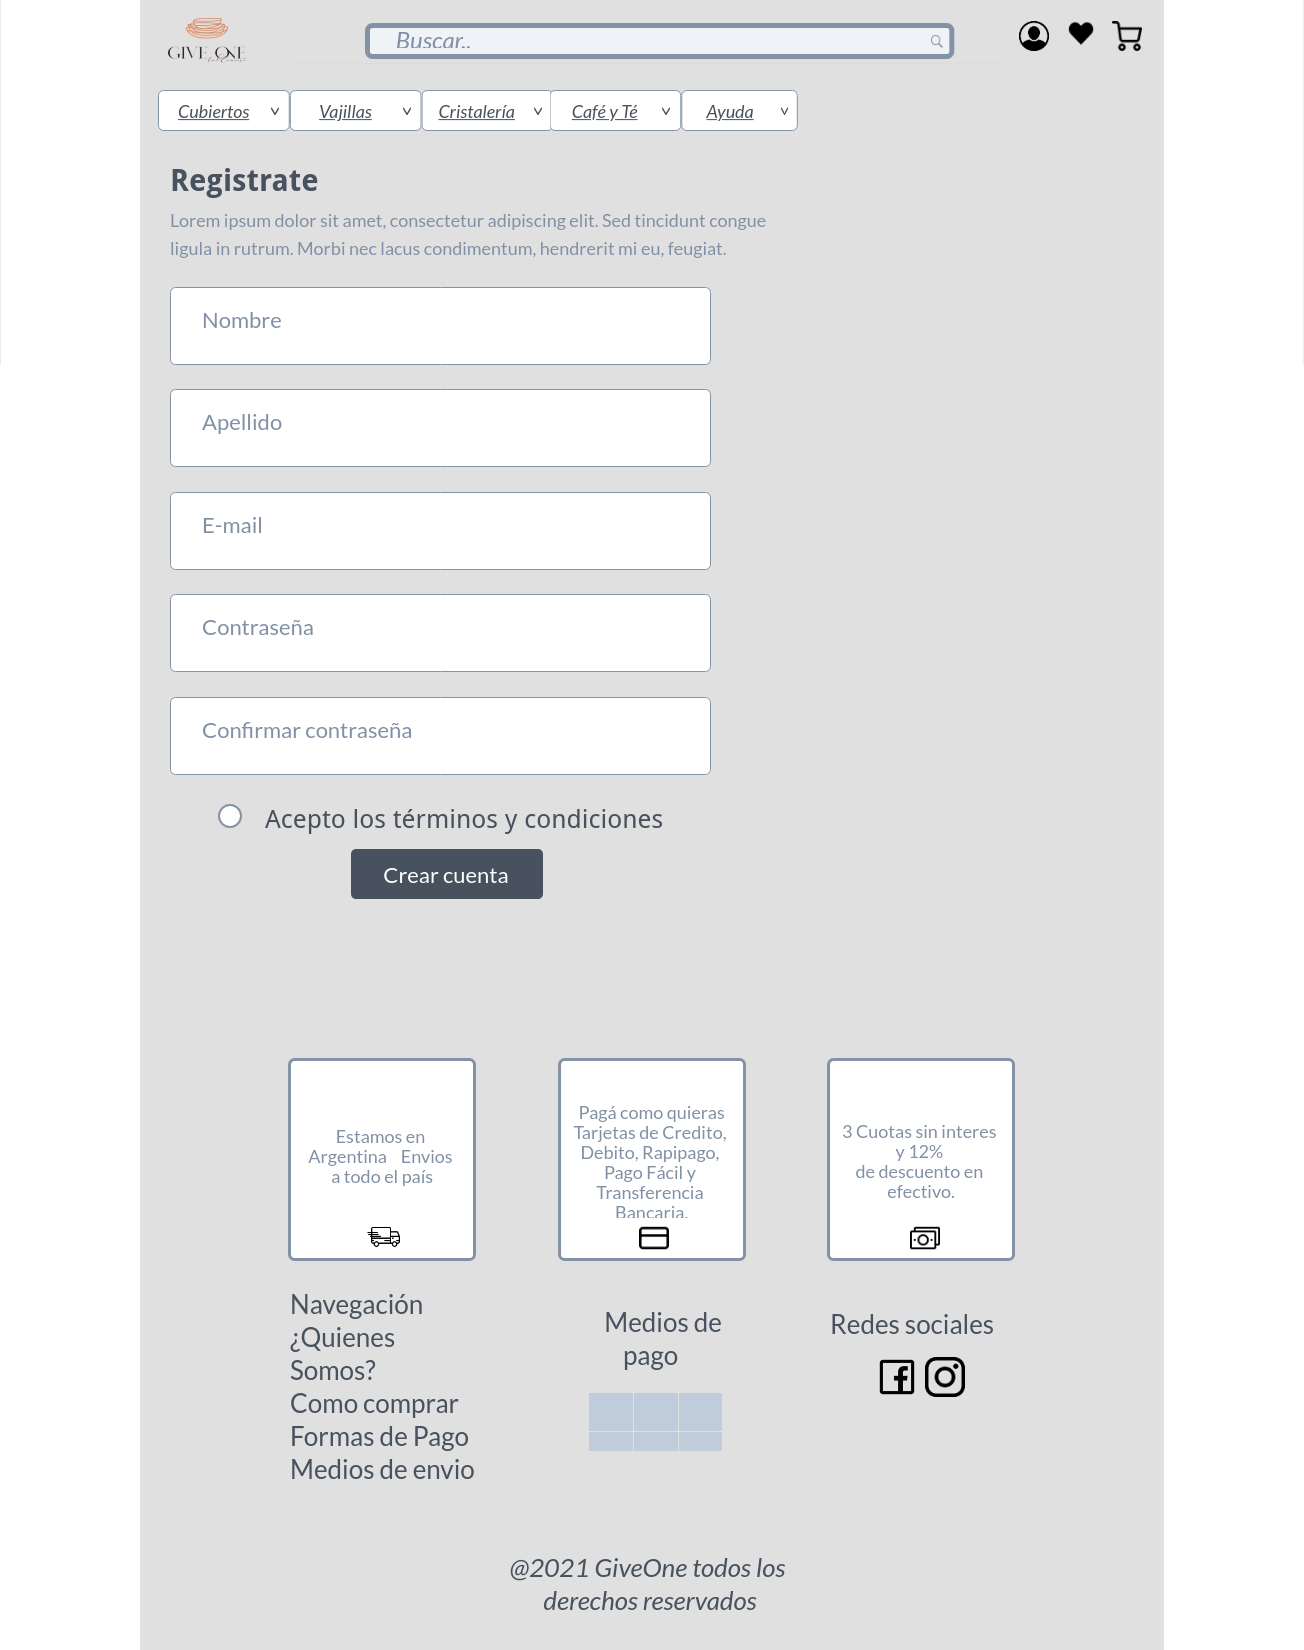 GIVE ONE
Buscar..
Cubiertos
Vajillas
Cristalería
Café y Té
Ayuda
Registrate
Lorem ipsum dolor sit amet, consectetur adipiscing elit. Sed tincidunt congue
ligula in rutrum. Morbi nec lacus condimentum, hendrerit mi eu, feugiat.
Nombre
Apellido
E-mail
Contraseña
Confirmar contraseña
Acepto los términos y condiciones
Crear cuenta
Estamos en
Argentina Envios
a todo el país
Pagá como quieras
Tarjetas de Credito,
Debito, Rapipago,
Pago Fácil y
Transferencia
Bancaria.
3 Cuotas sin interes
y 12%
de descuento en
efectivo.
Navegación
¿Quienes
Somos?
Como comprar
Formas de Pago
Medios de envio
Medios de
pago
Redes sociales
@2021 GiveOne todos los
derechos reservados